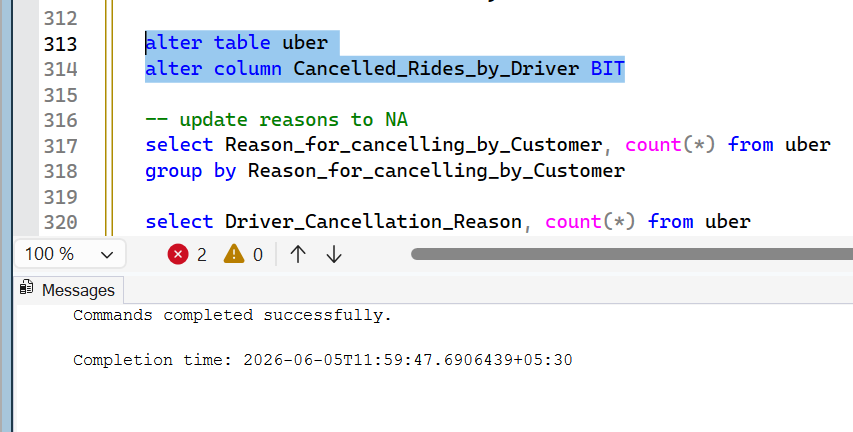 312
313 alter table uber
314 alter column Cancelled_Rides_by_Driver BIT
315
316 -- update reasons to NA
317 select Reason_for_cancelling_by_Customer, count(*) from uber
318 group by Reason_for_cancelling_by_Customer
319
320 select Driver_Cancellation_Reason, count(*) from uber
100 % 2 0
Messages
Commands completed successfully.
Completion time: 2026-06-05T11:59:47.6906439+05:30